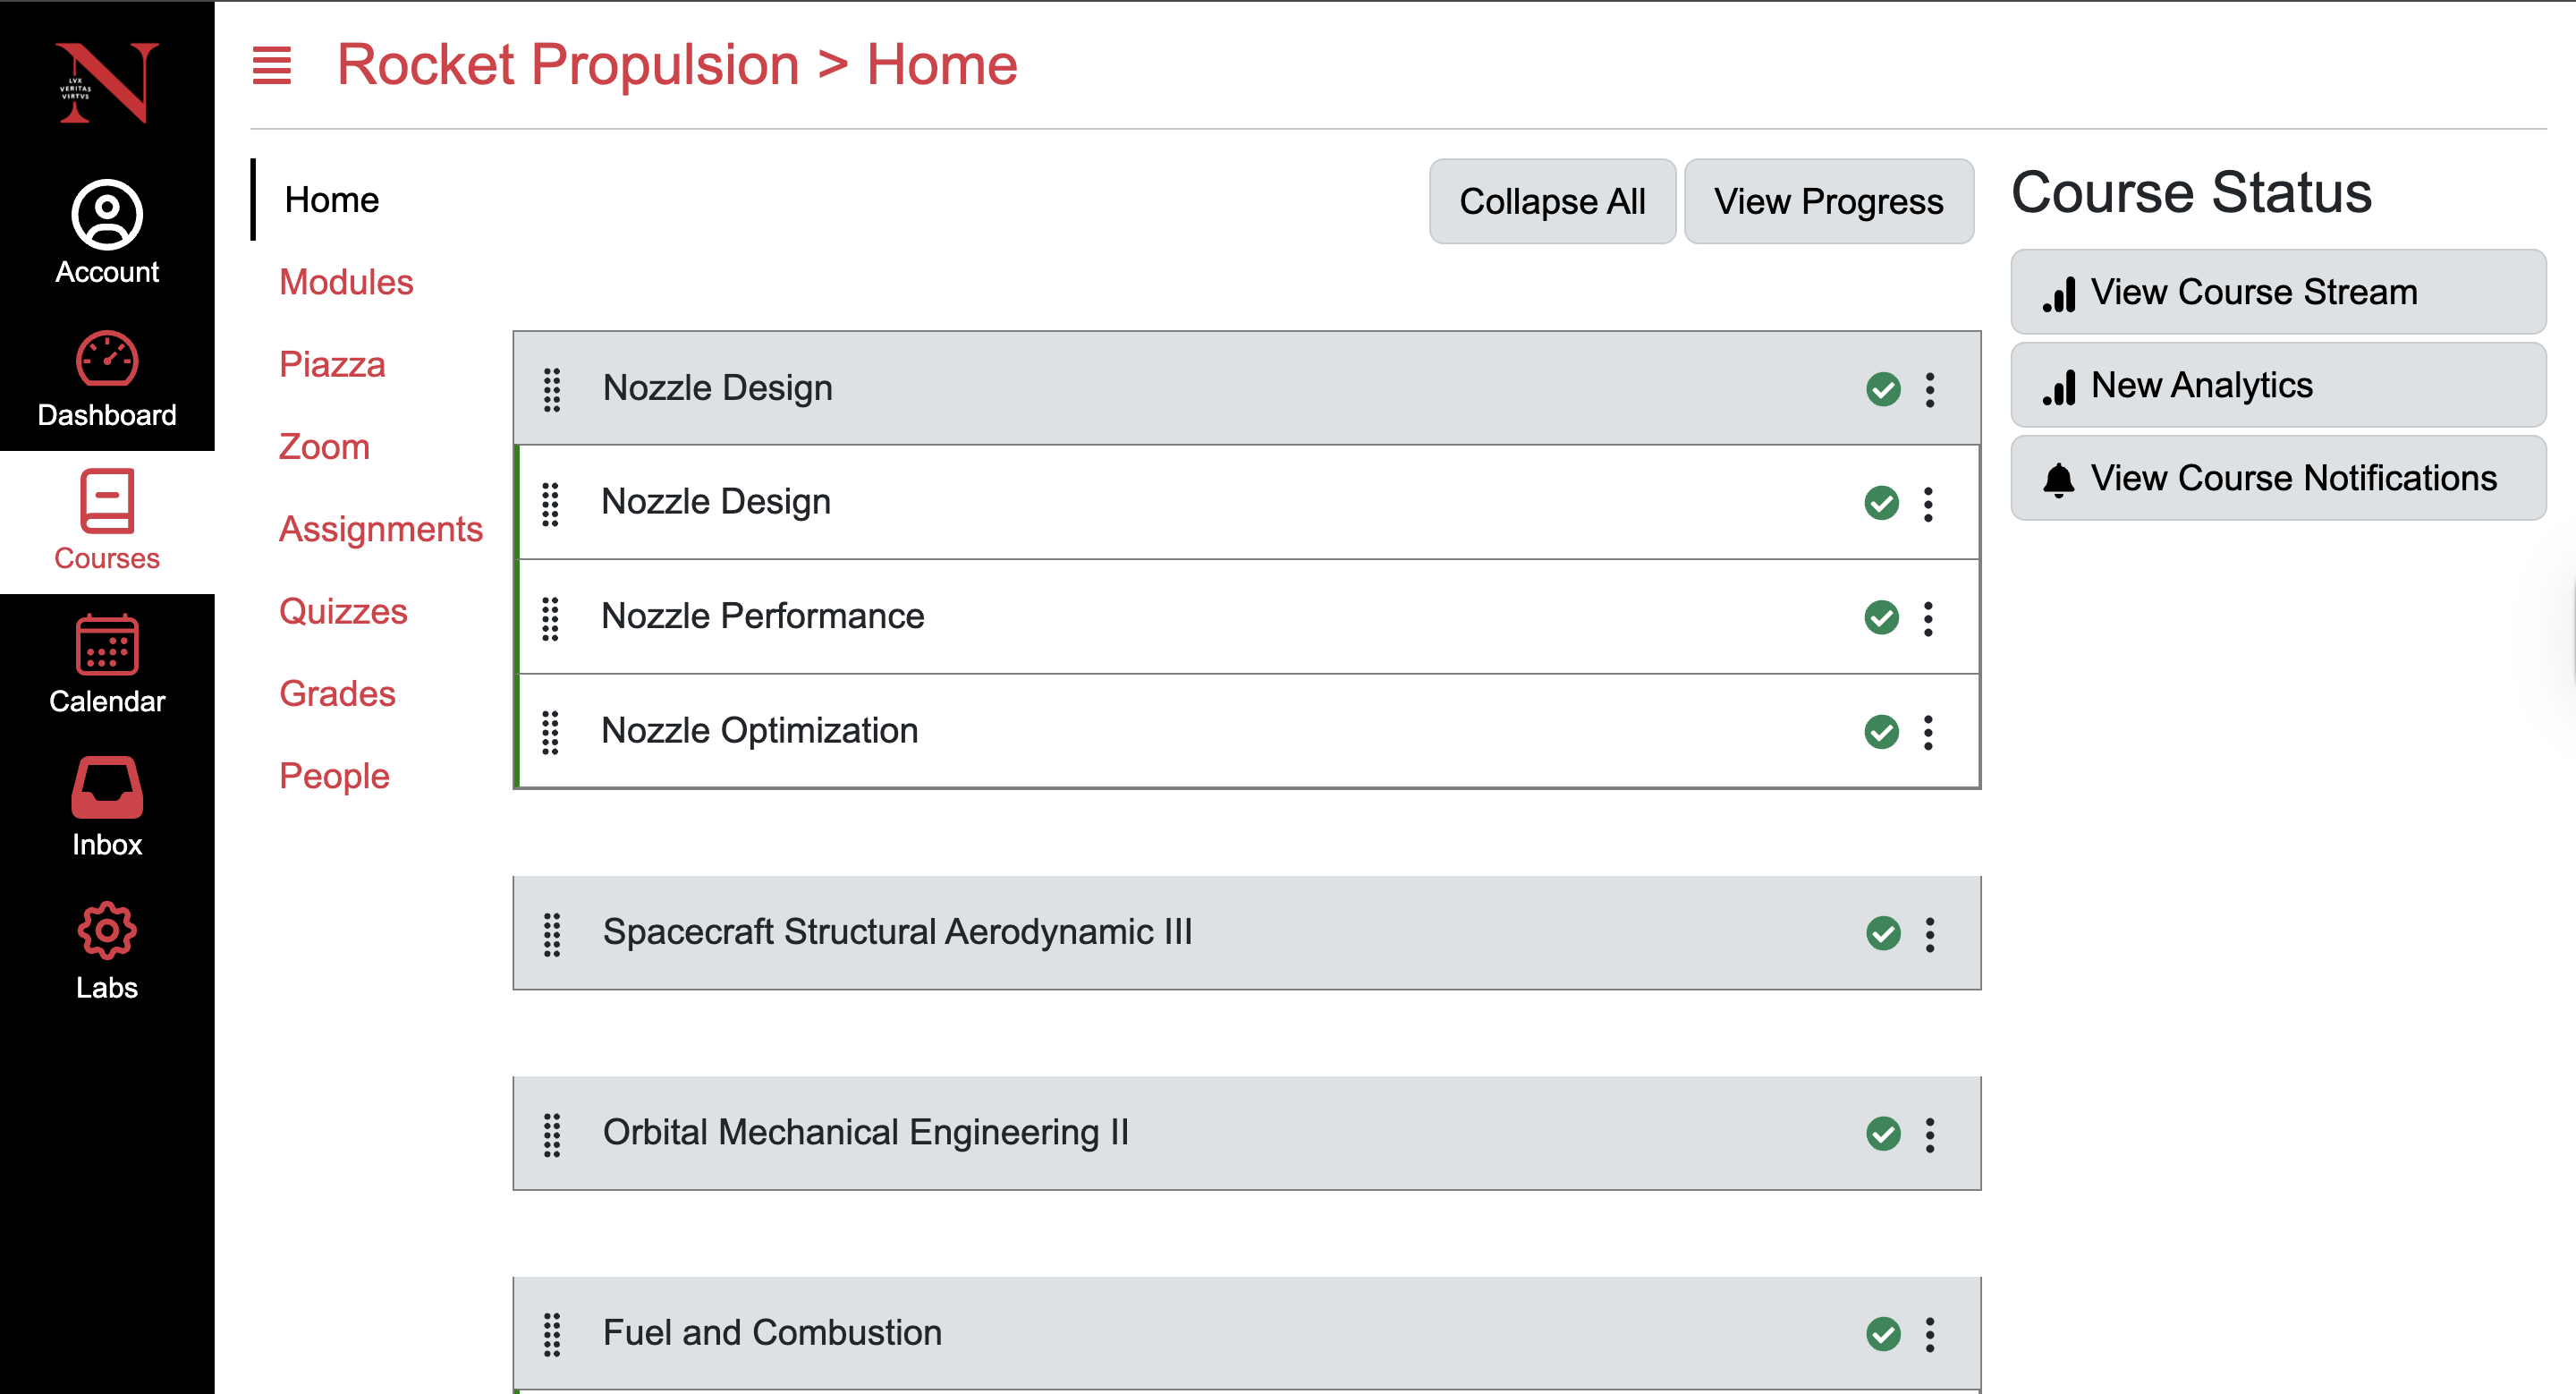 LVX
VERITAS
VIRTVS
Account
Dashboard
Courses
Calendar
Inbox
Labs
Rocket Propulsion > Home
Home
Modules
Piazza
Zoom
Assignments
Quizzes
Grades
People
Collapse All
View Progress
Nozzle Design
Nozzle Design
Nozzle Performance
Nozzle Optimization
Spacecraft Structural Aerodynamic III
Orbital Mechanical Engineering II
Fuel and Combustion
Course Status
View Course Stream
New Analytics
View Course Notifications